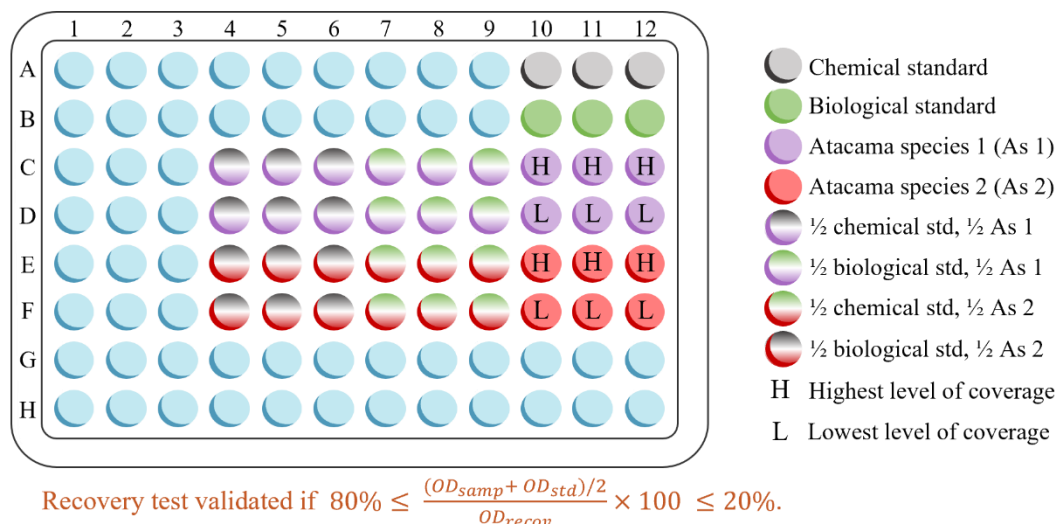 1 2 3 4 5 6 7 8 9 10 11 12
A
B
C H H H
D L L L
E H H H
F L L L
G
H
Chemical standard
Biological standard
Atacama species 1 (As 1)
Atacama species 2 (As 2)
½ chemical std, ½ As 1
½ biological std, ½ As 1
½ chemical std, ½ As 2
½ biological std, ½ As 2
H Highest level of coverage
L Lowest level of coverage
Recovery test validated if 80% ≤ (OD_samp + OD_std)/2 / OD_recon × 100 ≤ 20%.